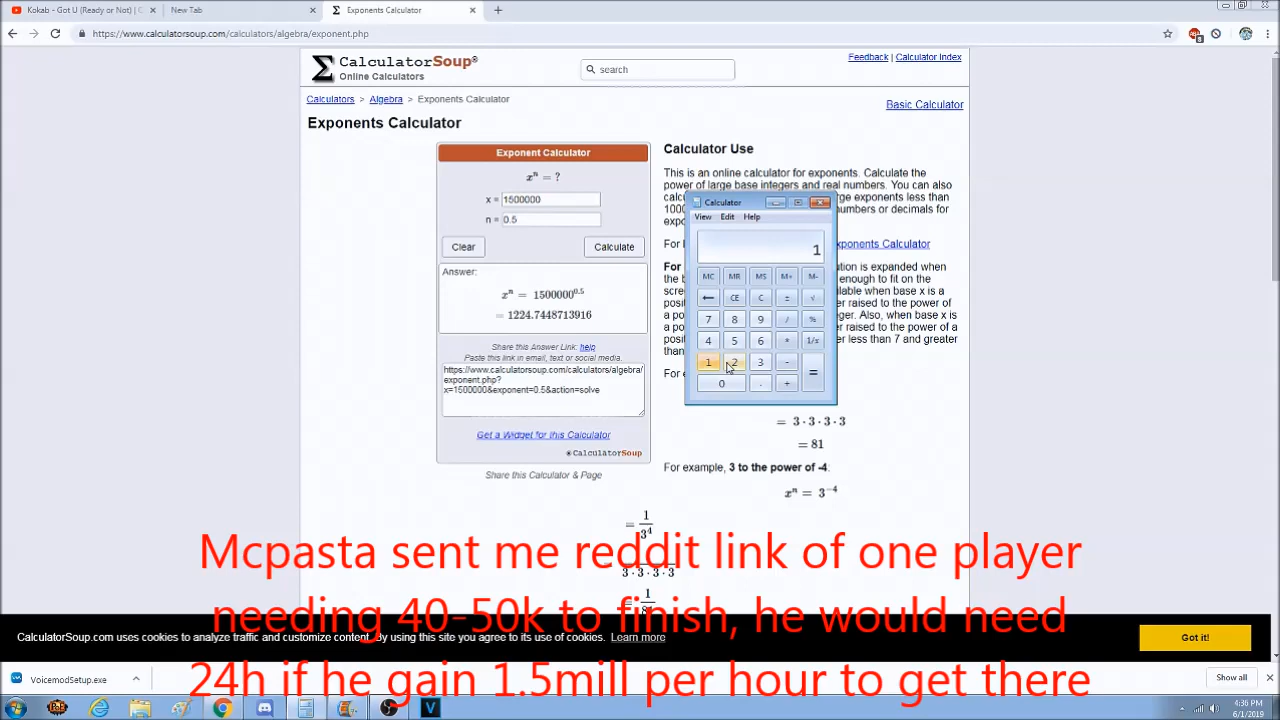 Kokab - Got U (Ready or Not) | C
New Tab
Exponents Calculator
https://www.calculatorsoup.com/calculators/algebra/exponent.php
CalculatorSoup®
Online Calculators
search
Feedback | Calculator Index
Calculators > Algebra > Exponents Calculator
Basic Calculator
Exponents Calculator
Exponent Calculator
xⁿ = ?
x = 1500000
n = 0.5
Clear
Calculate
Answer:
xⁿ = 1500000^0.5
= 1224.7448713916
Share this Answer Link: help
Paste this link in email, text or social media.
https://www.calculatorsoup.com/calculators/algebra/
exponent.php?
x=1500000&exponent=0.5&action=solve
Get a Widget for this Calculator
CalculatorSoup
Share this Calculator & Page
Calculator Use
This is an online calculator for exponents. Calculate the
power of large base integers and real numbers. You can also
Calculator
View Edit Help
1
MC MR MS M+ M-
← CE C ± √
7 8 9 / %
4 5 6 * 1/x
1 2 3 - =
0 . +
= 3 · 3 · 3 · 3
= 81
For example, 3 to the power of -4:
xⁿ = 3⁻⁴
= 1/3⁴
3 · 3 · 3 · 3
Mcpasta sent me reddit link of one player
needing 40-50k to finish, he would need
24h if he gain 1.5mill per hour to get there
CalculatorSoup.com uses cookies to analyze traffic and customize content. By using this site you agree to its use of cookies. Learn more
Got it!
VoicemodSetup.exe
Show all
4:36 PM
6/1/2019